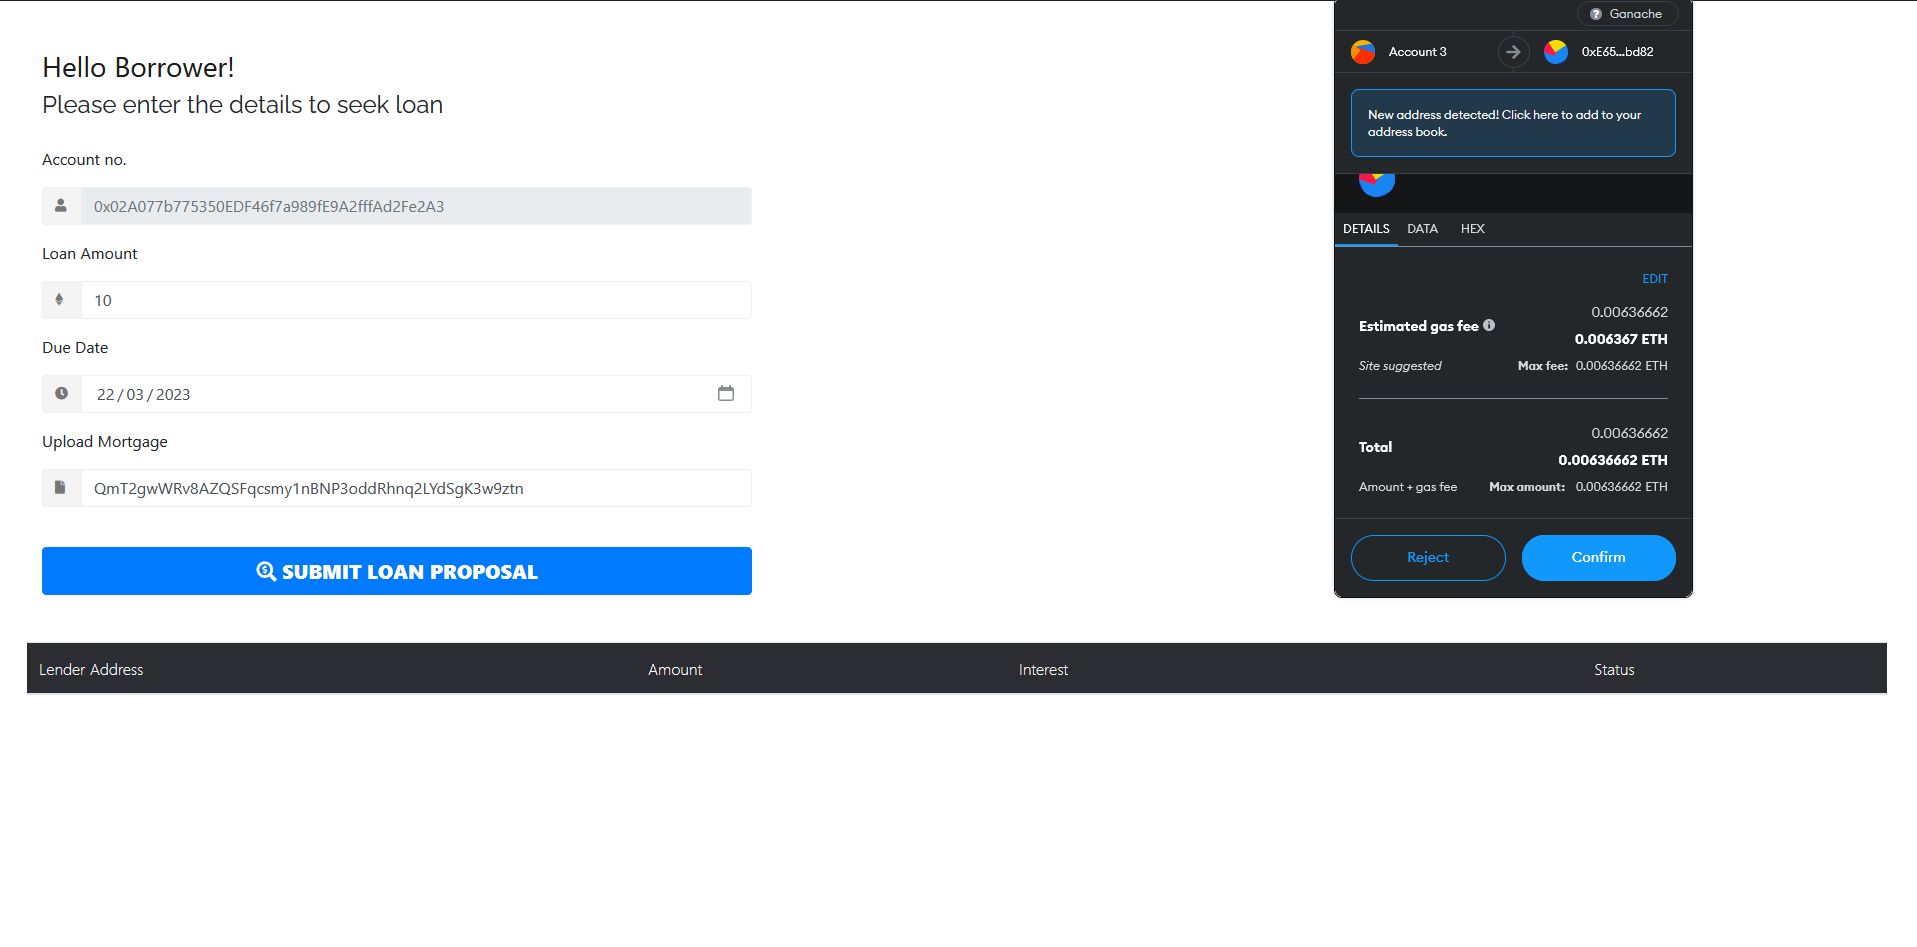 Hello Borrower!
Please enter the details to seek loan
Account no.
0x02A077b775350EDF46f7a989fE9A2fffAd2Fe2A3
Loan Amount
10
Due Date
22/03/2023
Upload Mortgage
QmT2gwWRv8AZQSFqcsmy1nBNP3oddRhnq2LYdSgK3w9ztn
SUBMIT LOAN PROPOSAL
Ganache
Account 3 0xE65...bd82
New address detected! Click here to add to your
address book.
DETAILS DATA HEX
EDIT
0.00636662
Estimated gas fee
0.006367 ETH
Site suggested Max fee: 0.00636662 ETH
0.00636662
Total
0.00636662 ETH
Amount + gas fee Max amount: 0.00636662 ETH
Reject Confirm
Lender Address Amount Interest Status